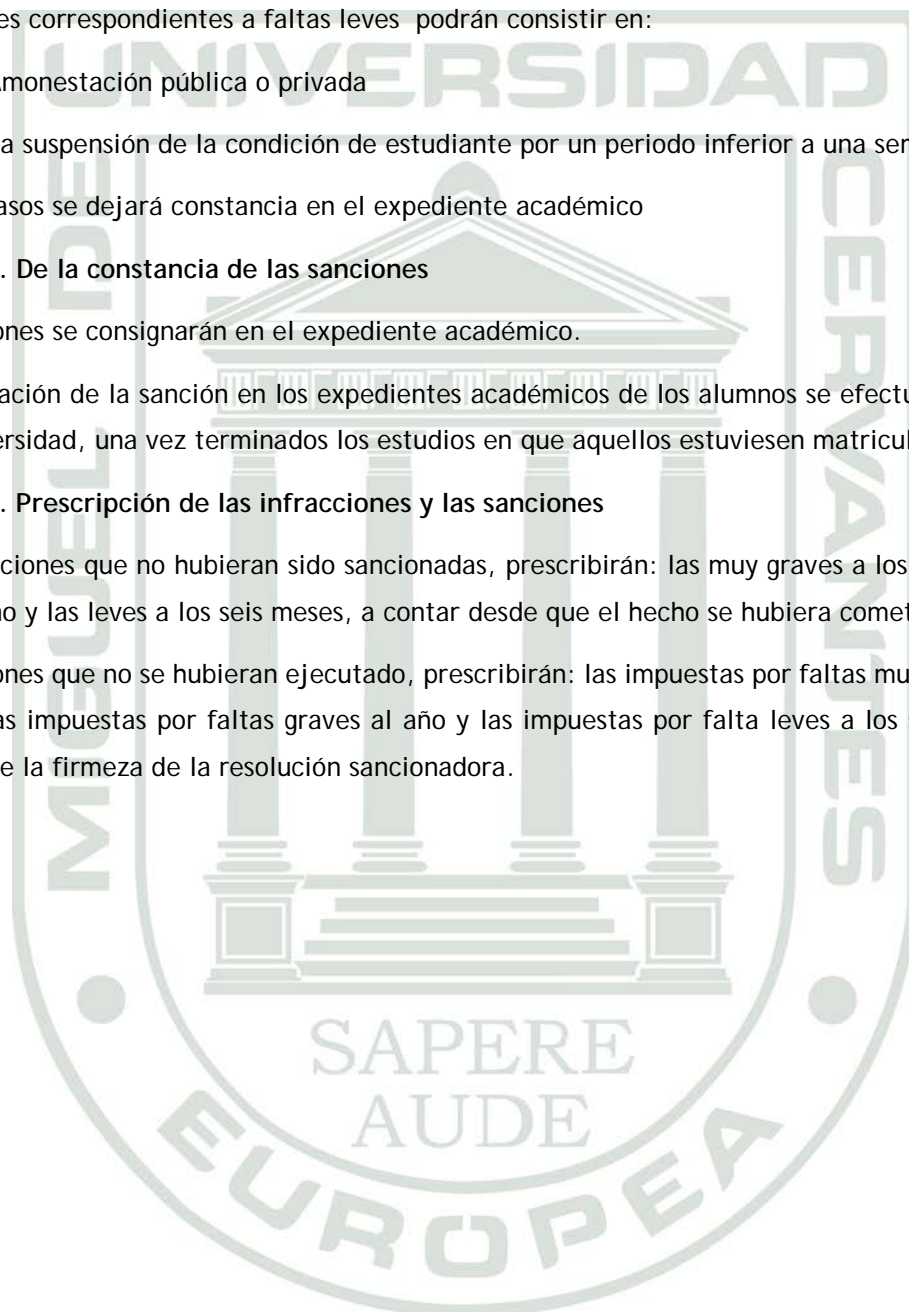 es correspondientes a faltas leves podrán consistir en:
Amonestación pública o privada
a suspensión de la condición de estudiante por un periodo inferior a una
asos se dejará constancia en el expediente académico
. De la constancia de las sanciones
ones se consignarán en el expediente académico.
ación de la sanción en los expedientes académicos de los alumnos se
ersidad, una vez terminados los estudios en que aquellos estuviesen
. Prescripción de las infracciones y las sanciones
ciones que no hubieran sido sancionadas, prescribirán: las muy graves a los
o y las leves a los seis meses, a contar desde que el hecho se hubiera
ones que no se hubieran ejecutado, prescribirán: las impuestas por faltas
as impuestas por faltas graves al año y las impuestas por falta leves a los
e la firmeza de la resolución sancionadora.
UNIVERSIDAD
EUROPEA
MIGUEL DE
CERVANTES
SAPERE
AUDE